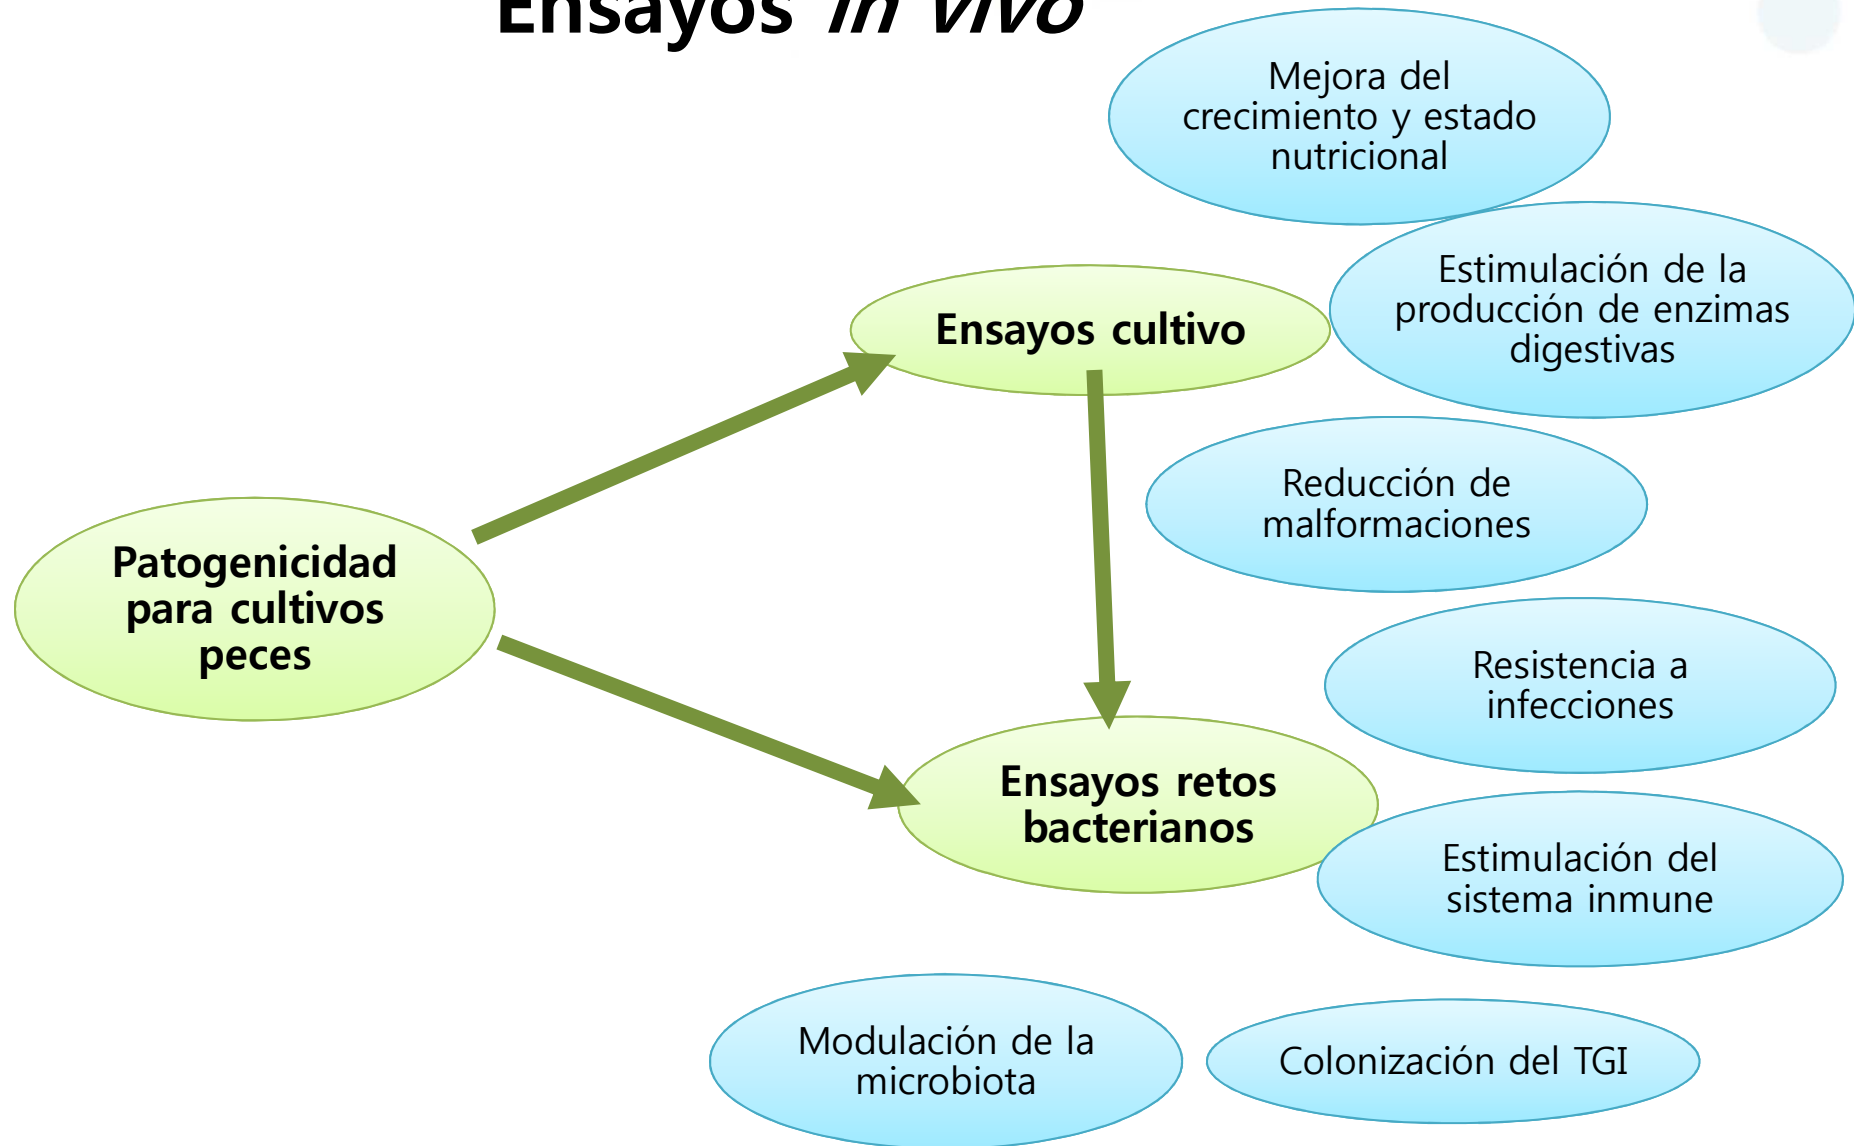 Ensayos in vivo
Mejora del
crecimiento y estado
nutricional
Estimulación de la
producción de enzimas
digestivas
Ensayos cultivo
Reducción de
malformaciones
Patogenicidad
para cultivos
peces
Resistencia a
infecciones
Ensayos retos
bacterianos
Estimulación del
sistema inmune
Modulación de la
microbiota
Colonización del TGI